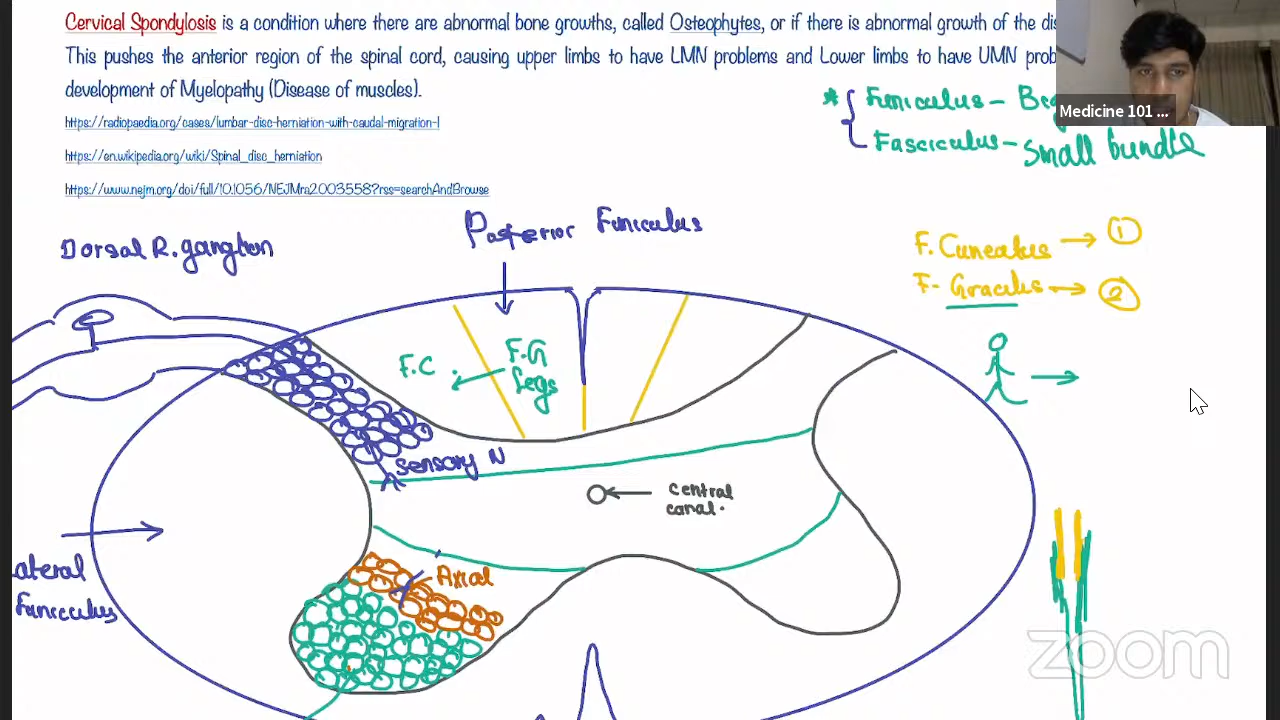 Cervical Spondylosis is a condition where there are abnormal bone growths, called Osteophytes, or if there is abnormal growth of the
This pushes the anterior region of the spinal cord, causing upper limbs to have LMN problems and Lower limbs to have UMN
development of Myelopathy (Disease of muscles).
* Funiculus -
Medicine 101 ...
https://radiopaedia.org/cases/lumbar-disc-herniation-with-caudal-migration-1
Fasciculus - Small bundle
https://en.wikipedia.org/wiki/Spinal_disc_herniation
https://www.nejm.org/doi/full/10.1056/NEJMra2003558?rss=searchAndBrowse
Posterior Funiculus
Dorsal R. ganglion
F. Cuneatus → 1
F- Graculus → 2
F.C
F.G
Legs
Sensory N
central
canal.
ateral
Funicculus
Axial
zoom